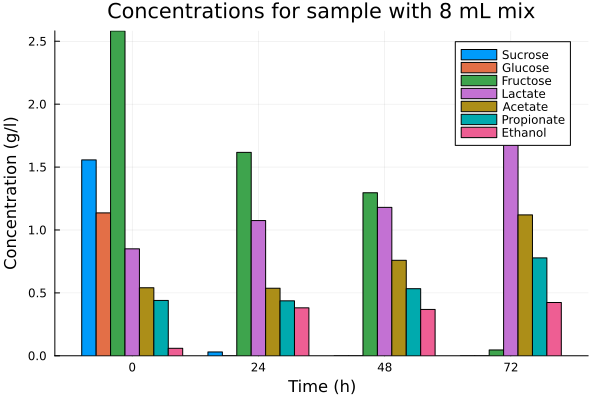 Concentrations for sample with 8 mL mix
Concentration (g/l)
2.5
2.0
1.5
1.0
0.5
0.0
Sucrose
Glucose
Fructose
Lactate
Acetate
Propionate
Ethanol
0 24 48 72
Time (h)